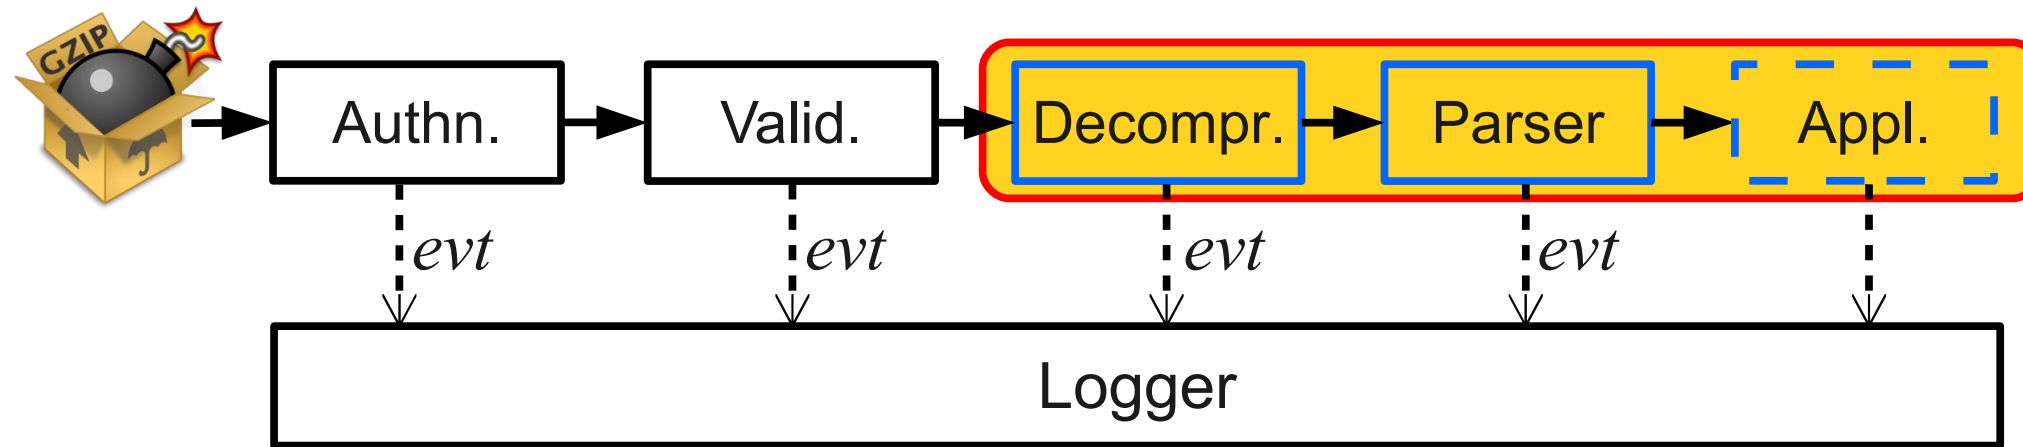 GZIP
Authn.
Valid.
Decompr.
Parser
Appl.
evt
evt
evt
evt
Logger